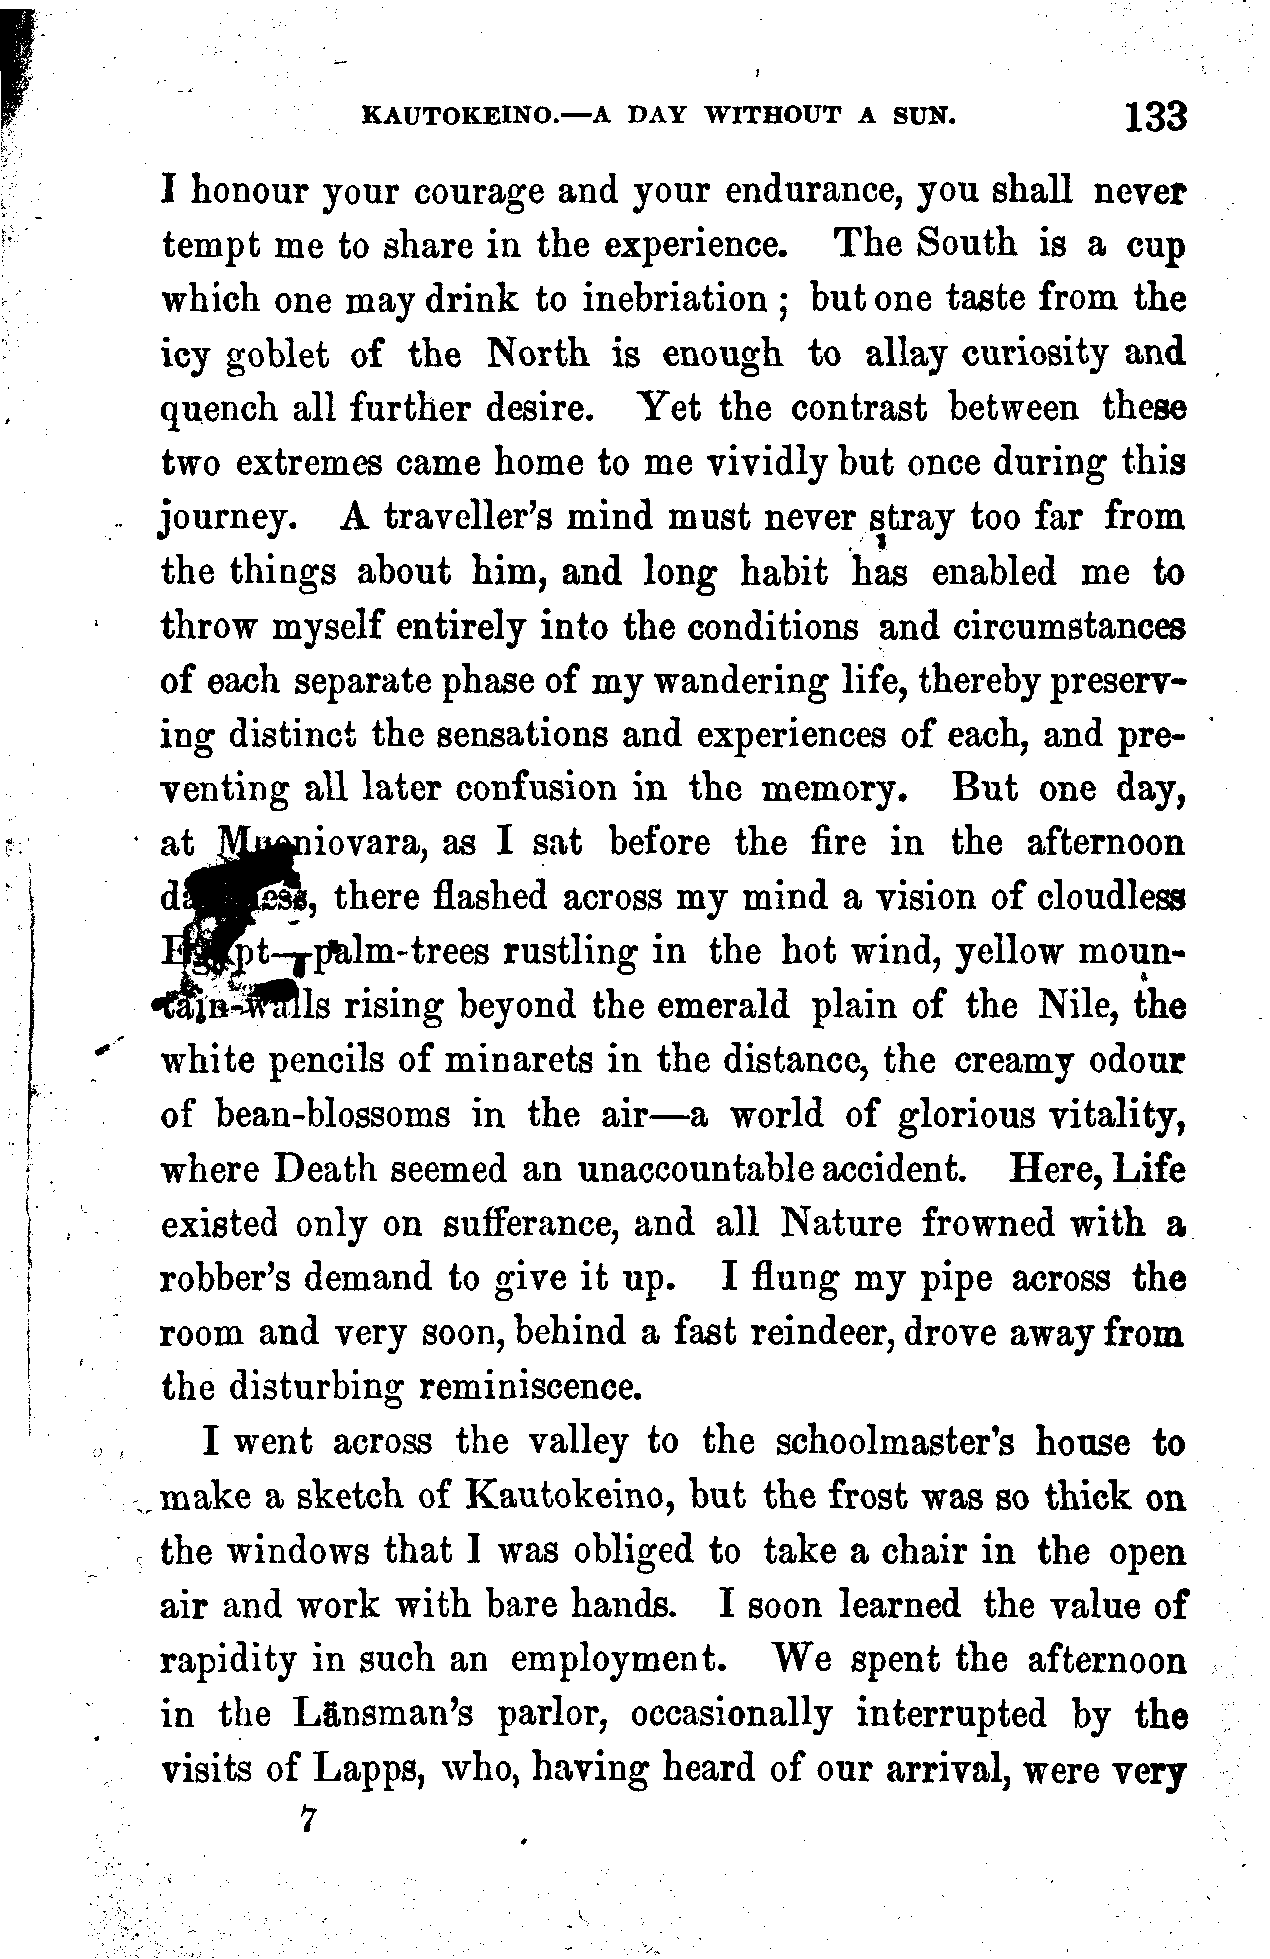 KAUTOKEINO.—A DAY WITHOUT A SUN. 133
I honour your courage and your endurance, you shall never
tempt me to share in the experience. The South is a cup
which one may drink to inebriation ; but one taste from the
icy goblet of the North is enough to allay curiosity and
quench all further desire. Yet the contrast between these
two extremes came home to me vividly but once during this
journey. A traveller's mind must never stray too far from
the things about him, and long habit has enabled me to
throw myself entirely into the conditions and circumstances
of each separate phase of my wandering life, thereby preserv-
ing distinct the sensations and experiences of each, and pre-
venting all later confusion in the memory. But one day,
at Muoniovara, as I sat before the fire in the afternoon
there flashed across my mind a vision of cloudless
Egypt—palm-trees rustling in the hot wind, yellow moun-
tain-walls rising beyond the emerald plain of the Nile, the
white pencils of minarets in the distance, the creamy odour
of bean-blossoms in the air—a world of glorious vitality,
where Death seemed an unaccountable accident. Here, Life
existed only on sufferance, and all Nature frowned with a
robber's demand to give it up. I flung my pipe across the
room and very soon, behind a fast reindeer, drove away from
the disturbing reminiscence.
I went across the valley to the schoolmaster's house to
make a sketch of Kautokeino, but the frost was so thick on
the windows that I was obliged to take a chair in the open
air and work with bare hands. I soon learned the value of
rapidity in such an employment. We spent the afternoon
in the Länsman's parlor, occasionally interrupted by the
visits of Lapps, who, having heard of our arrival, were very
7